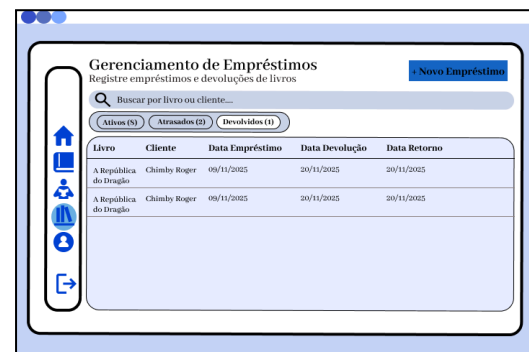 Gerenciamento de Empréstimos
Registre empréstimos e devoluções de livros
+ Novo Empréstimo
Buscar por livro ou cliente....
Ativos (S) Atrasados (2) Devolvidos (1)
Livro Cliente Data Empréstimo Data Devolução Data Retorno
A República do Dragão Chimby Roger 09/11/2025 20/11/2025 20/11/2025
A República do Dragão Chimby Roger 09/11/2025 20/11/2025 20/11/2025